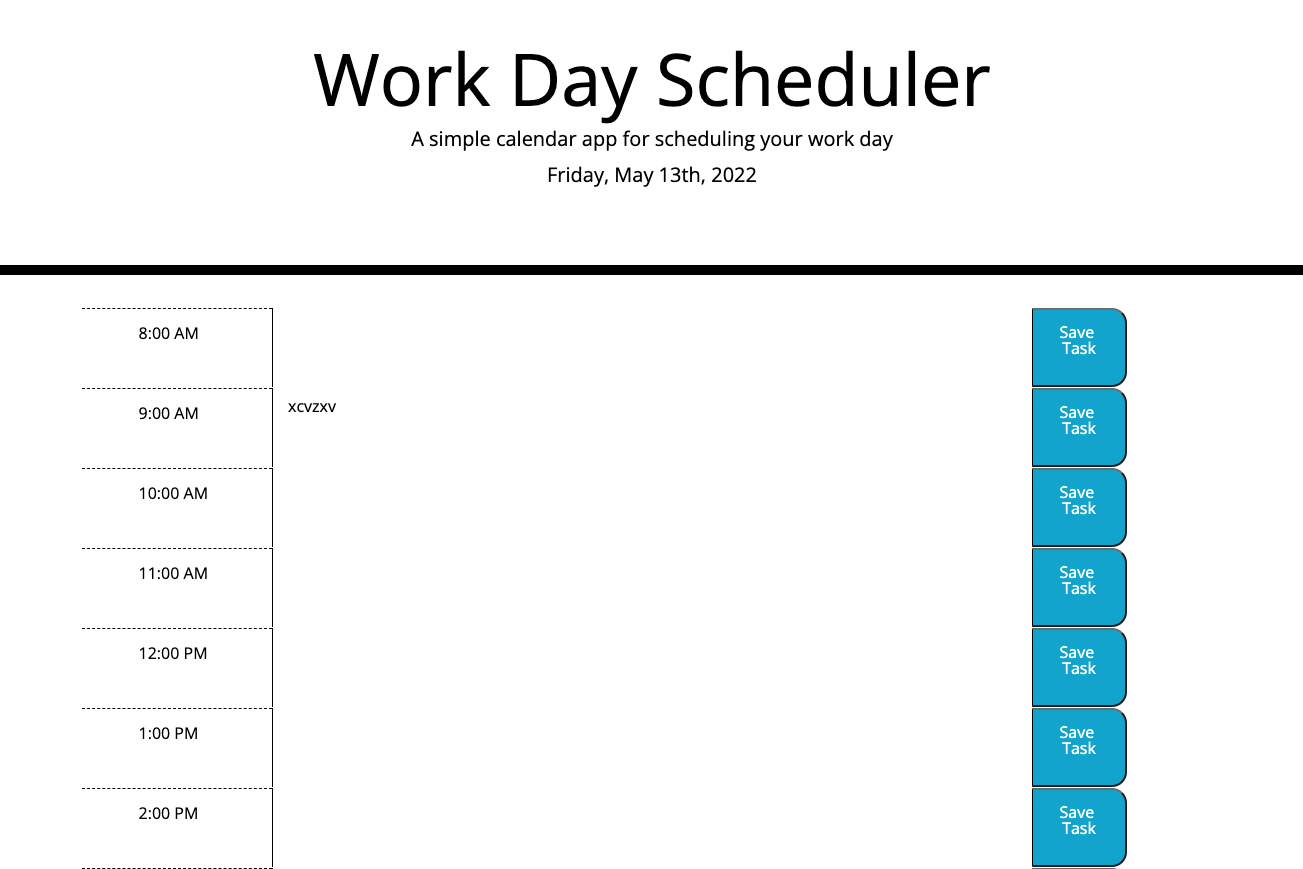 Work Day Scheduler
A simple calendar app for scheduling your work day
Friday, May 13th, 2022
8:00 AM
Save
Task
9:00 AM
xcvzxv
Save
Task
10:00 AM
Save
Task
11:00 AM
Save
Task
12:00 PM
Save
Task
1:00 PM
Save
Task
2:00 PM
Save
Task